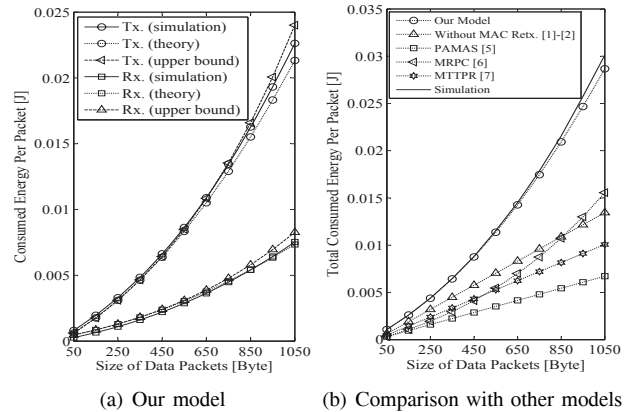 0.025
0.02
0.015
0.01
0.005
0
50 250 450 650 850 1050
Size of Data Packets [Byte]
Consumed Energy Per Packet [J]
Tx. (simulation)
Tx. (theory)
Tx. (upper bound)
Rx. (simulation)
Rx. (theory)
Rx. (upper bound)
(a) Our model
0.035
0.03
0.025
0.02
0.015
0.01
0.005
0
50 250 450 650 850 1050
Size of Data Packets [Byte]
Total Consumed Energy Per Packet [J]
Our Model
Without MAC Retx. [1]-[2]
PAMAS [5]
MRPC [6]
MTTPR [7]
Simulation
(b) Comparison with other models